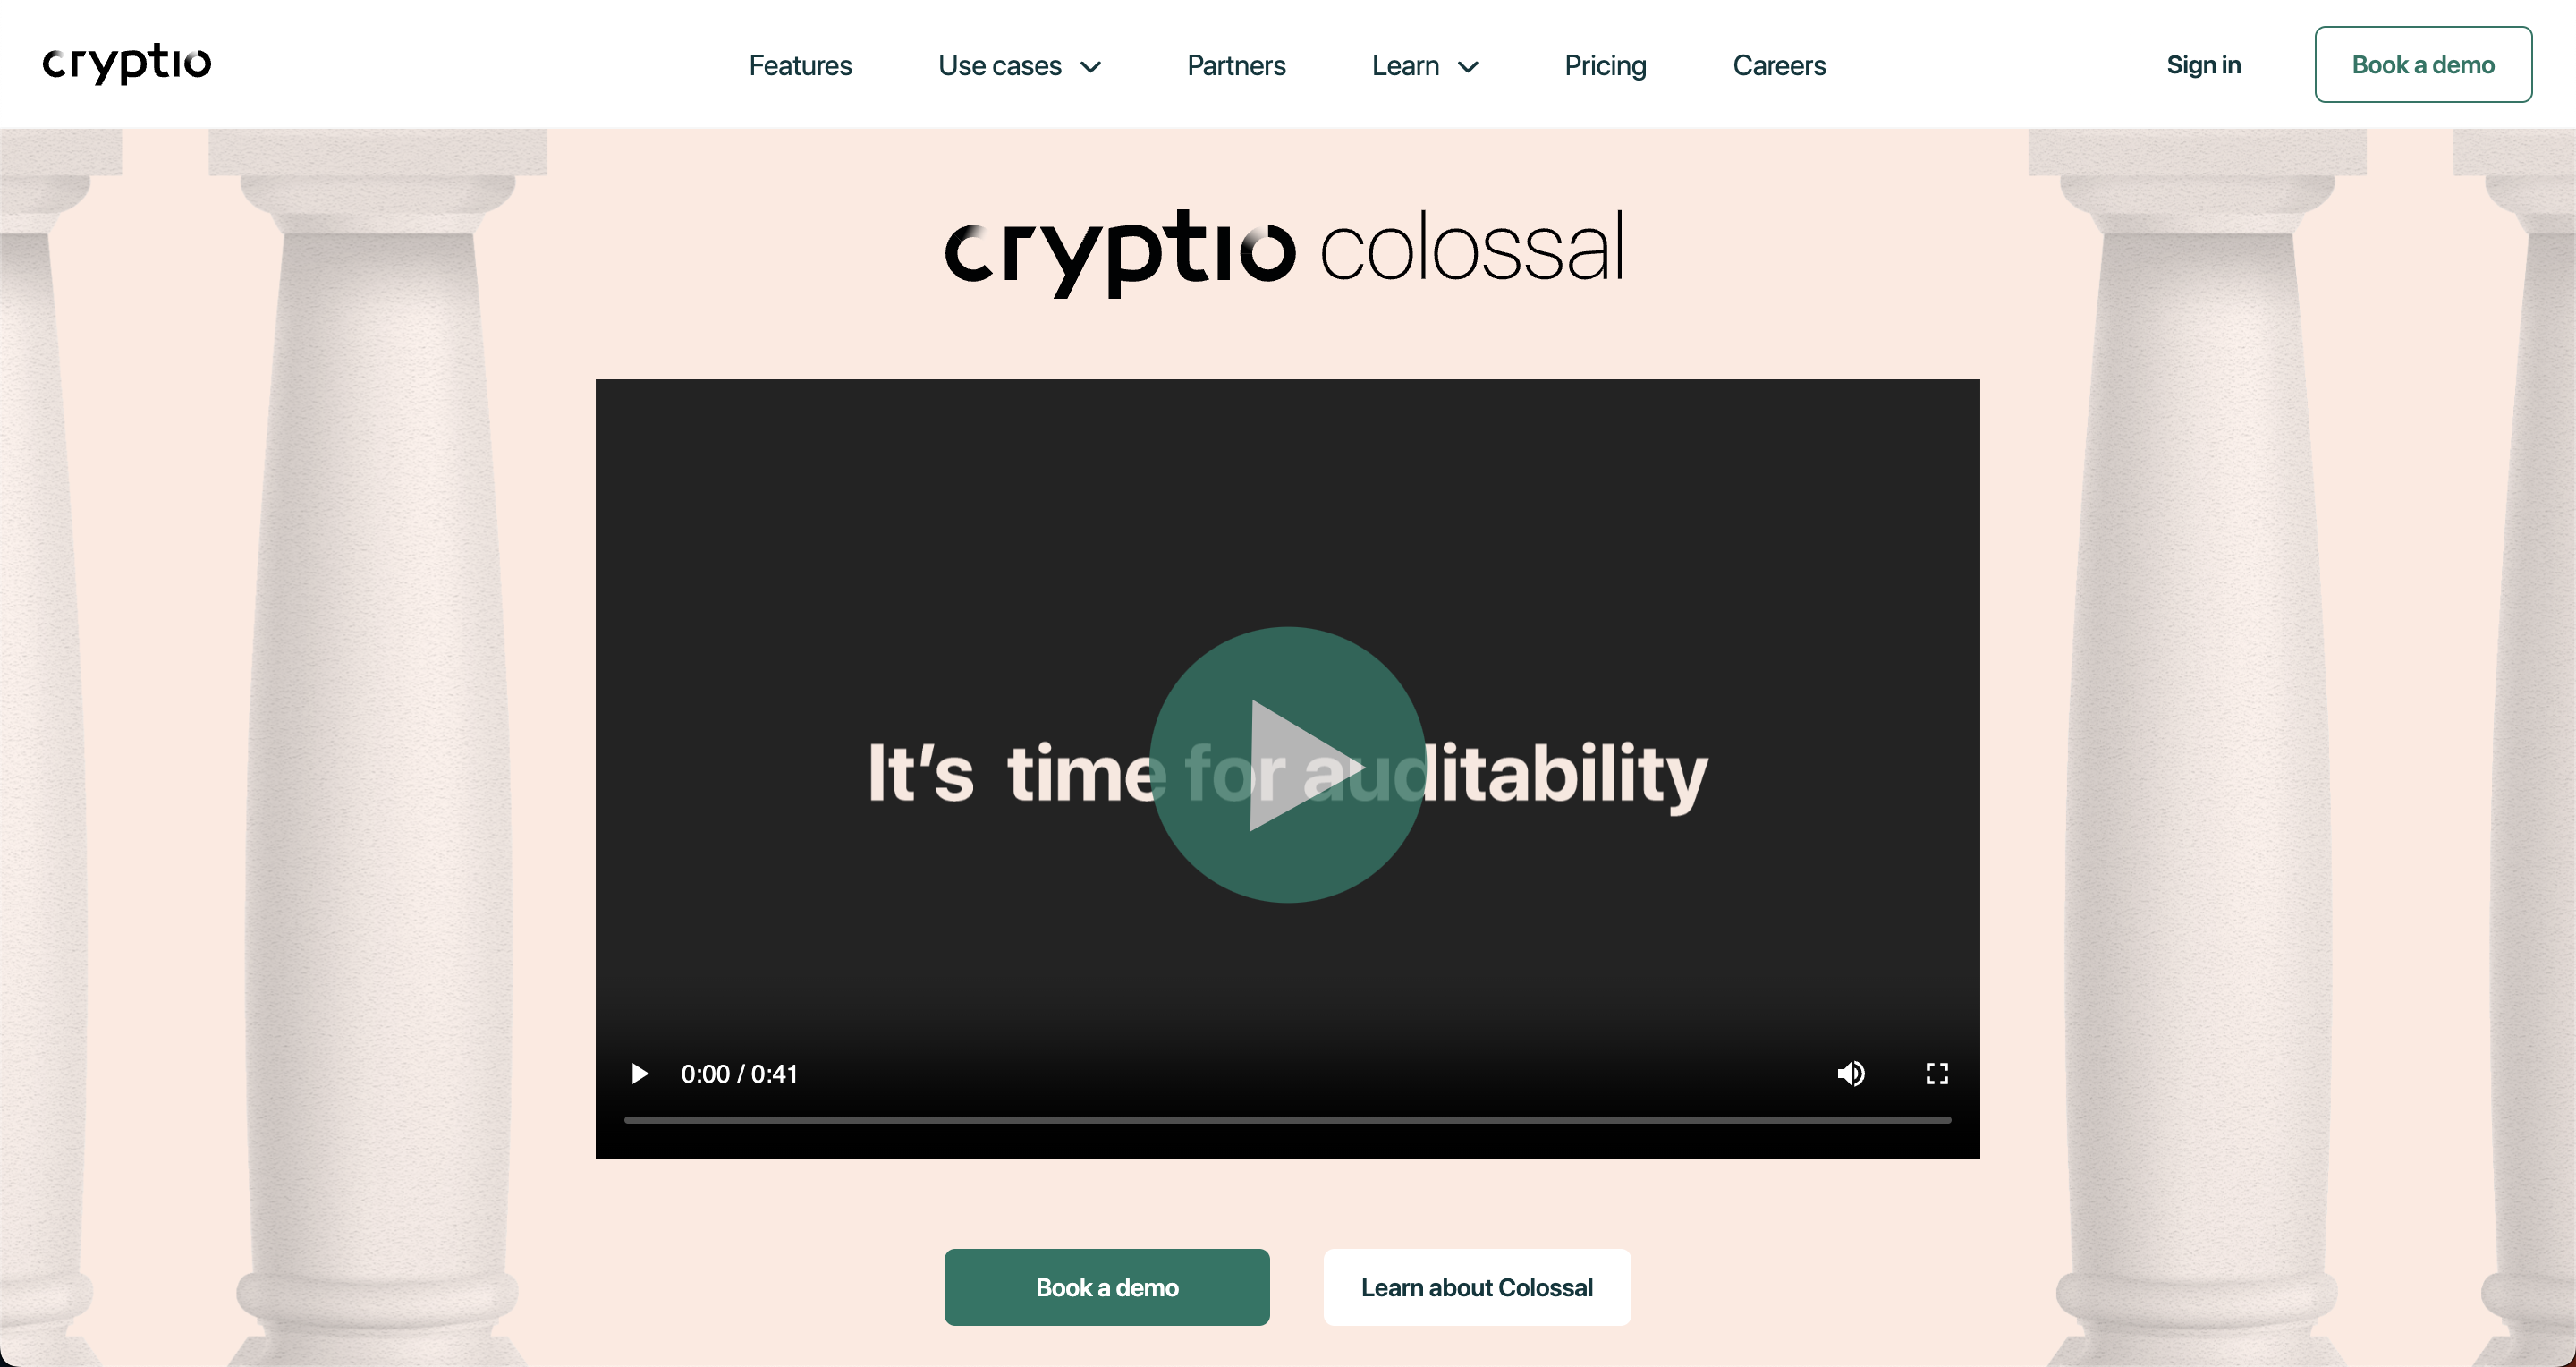 cryptio
Features
Use cases
Partners
Learn
Pricing
Careers
Sign in
Book a demo
cryptio colossal
It's time for auditability
0:00 / 0:41
Book a demo
Learn about Colossal